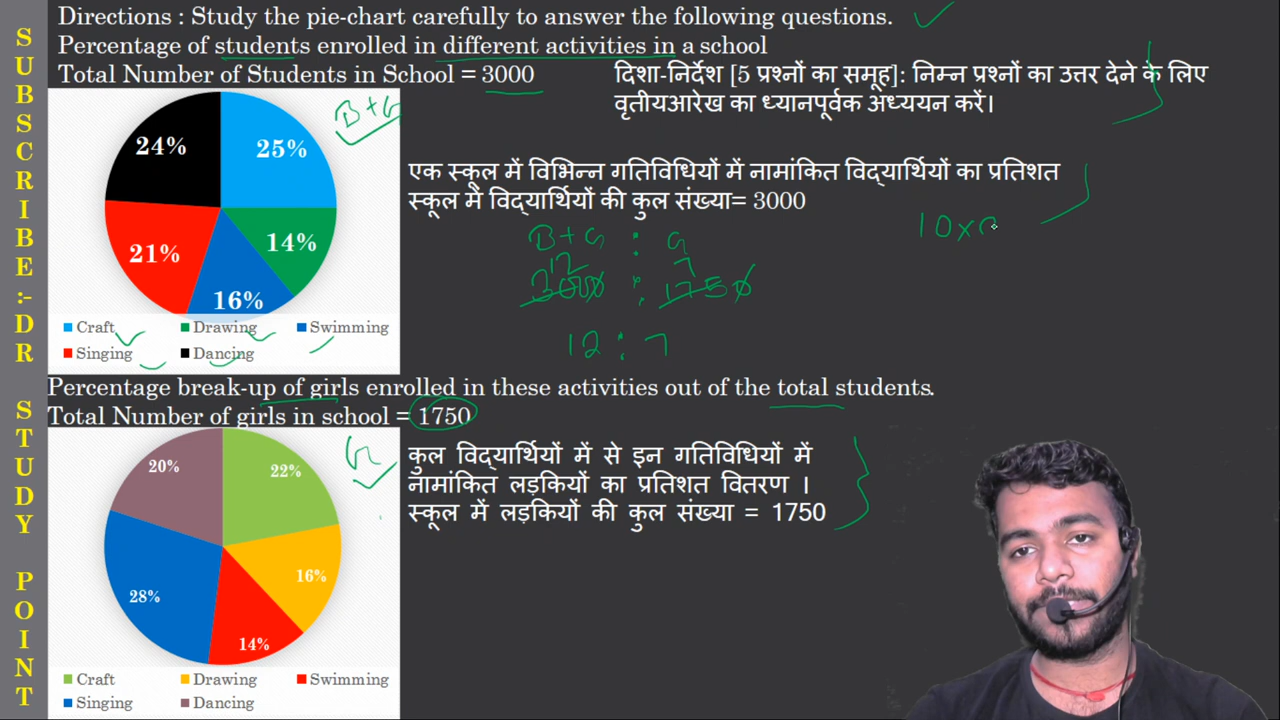 SUBSCRIBE:-DR STUDY POINT
Directions : Study the pie-chart carefully to answer the following questions.
Percentage of students enrolled in different activities in a school
Total Number of Students in School = 3000
दिशा-निर्देश [5 प्रश्नों का समूह]: निम्न प्रश्नों का उत्तर देने के लिए
वृतीयआरेख का ध्यानपूर्वक अध्ययन करें।
B+G
24%
25%
21%
14%
16%
Craft Drawing Swimming
Singing Dancing
एक स्कूल में विभिन्न गतिविधियों में नामांकित विद्यार्थियों का प्रतिशत
स्कूल में विद्यार्थियों की कुल संख्या= 3000
B+G : G
12 7
3000 : 1750
12 : 7
10x
Percentage break-up of girls enrolled in these activities out of the total students.
Total Number of girls in school = 1750
G
20%
22%
28%
16%
14%
Craft Drawing Swimming
Singing Dancing
कुल विद्यार्थियों में से इन गतिविधियों में
नामांकित लड़कियों का प्रतिशत वितरण ।
स्कूल में लड़कियों की कुल संख्या = 1750